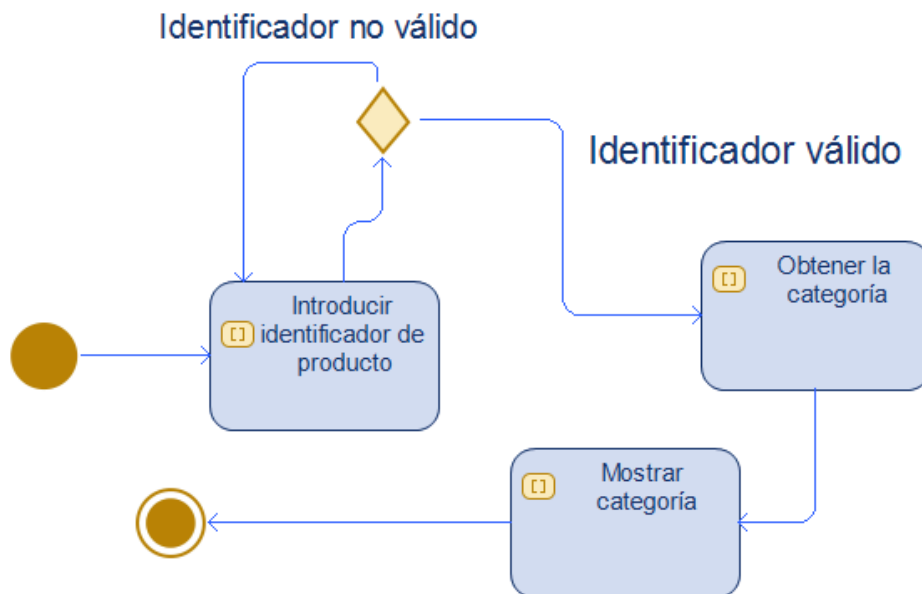 Identificador no válido
Identificador válido
Obtener la
categoría
Introducir
identificador de
producto
Mostrar
categoría